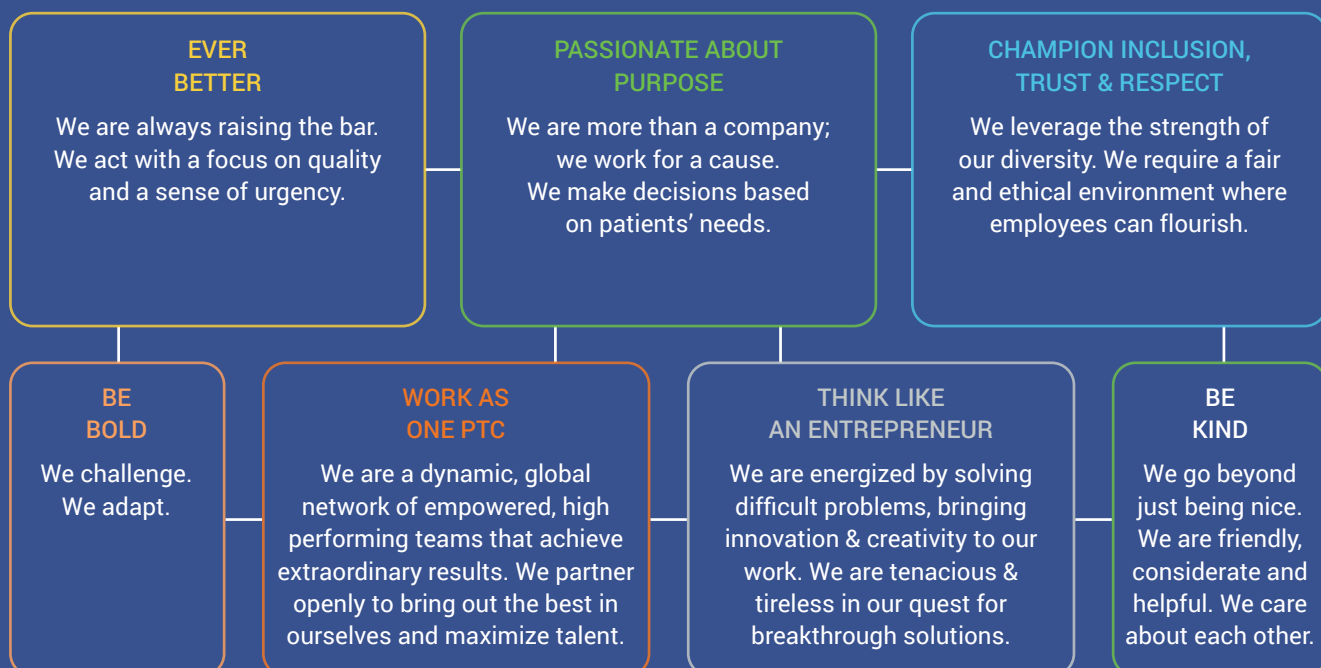 EVER
BETTER
We are always raising the bar.
We act with a focus on quality
and a sense of urgency.
PASSIONATE ABOUT
PURPOSE
We are more than a company;
we work for a cause.
We make decisions based
on patients’ needs.
CHAMPION INCLUSION,
TRUST & RESPECT
We leverage the strength of
our diversity. We require a fair
and ethical environment where
employees can flourish.
BE
BOLD
We challenge.
We adapt.
WORK AS
ONE PTC
We are a dynamic, global
network of empowered, high
performing teams that achieve
extraordinary results. We partner
openly to bring out the best in
ourselves and maximize talent.
THINK LIKE
AN ENTREPRENEUR
We are energized by solving
difficult problems, bringing
innovation & creativity to our
work. We are tenacious &
tireless in our quest for
breakthrough solutions.
BE
KIND
We go beyond
just being nice.
We are friendly,
considerate and
helpful. We care
about each other.